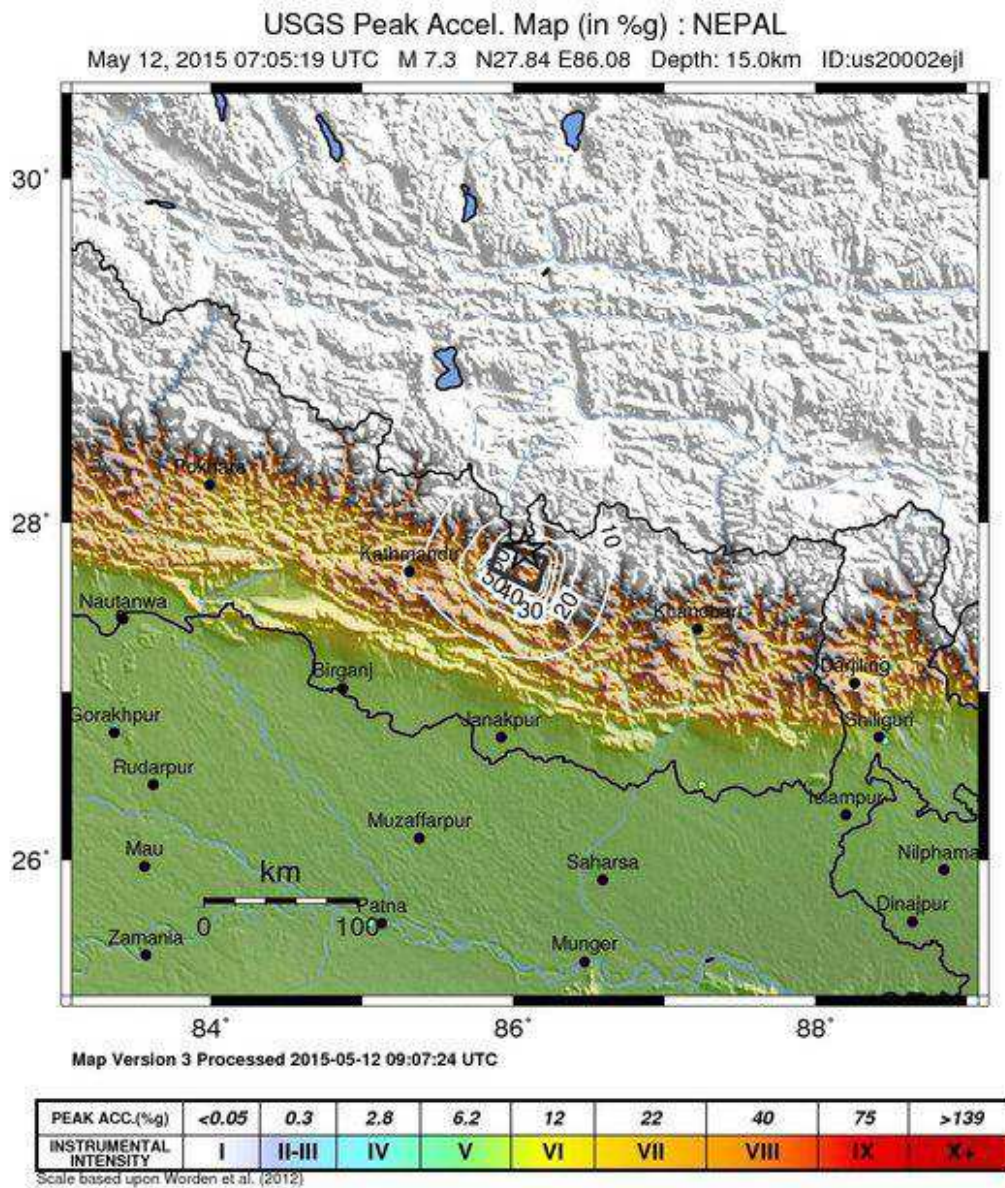 USGS Peak Accel. Map (in %g) : NEPAL
May 12, 2015 07:05:19 UTC M 7.3 N27.84 E86.08 Depth: 15.0km ID:us20002ejl
30˚
28˚
26˚
Pokhara
Kathmandu
10
50
40
30
20
Nautanwa
Khandbari
Birganj
Darjiling
Gorakhpur
Janakpur
Shiliguri
Rudarpur
Islampur
Muzaffarpur
Mau
Saharsa
Nilphama
km
0
100
Patna
Dinajpur
Zamania
Munger
84˚
86˚
88˚
Map Version 3 Processed 2015-05-12 09:07:24 UTC
PEAK ACC.(%g) <0.05 0.3 2.8 6.2 12 22 40 75 >139
INSTRUMENTAL INTENSITY I II-III IV V VI VII VIII IX X+
Scale based upon Worden et al. (2012)